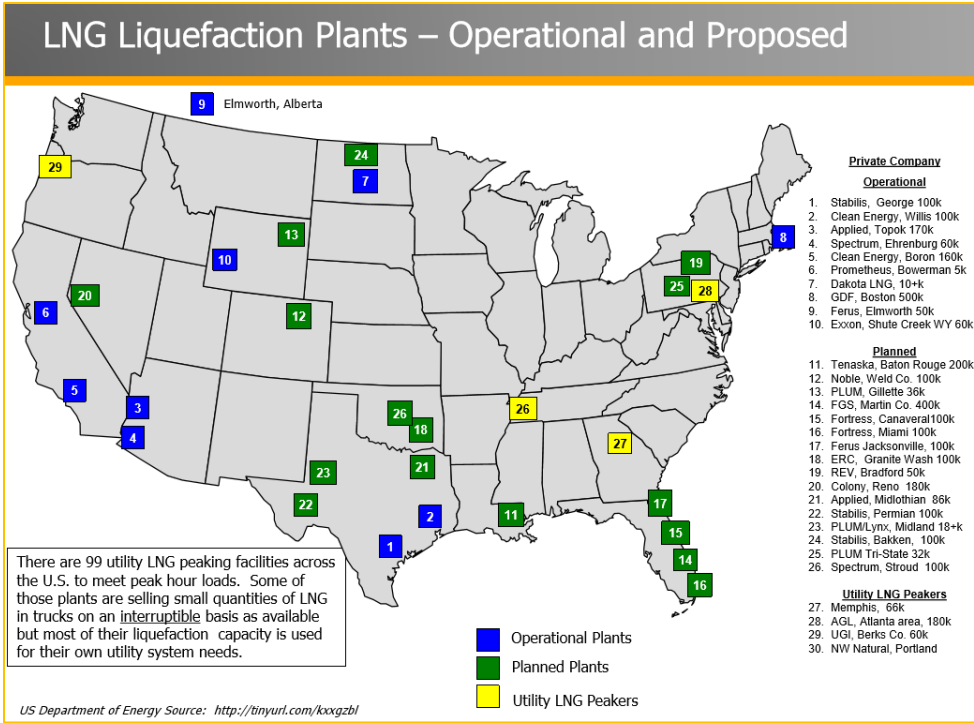 LNG Liquefaction Plants – Operational and Proposed
9 Elmworth, Alberta
29
24
7
13
10
8
19
25
28
20
6
12
5
3
4
26
26
18
27
21
23
22
2
11
17
15
1
14
16
Private Company
Operational
1. Stabilis, George 100k
2. Clean Energy, Willis 100k
3. Applied, Topok 170k
4. Spectrum, Ehrenburg 60k
5. Clean Energy, Boron 160k
6. Prometheus, Bowerman 5k
7. Dakota LNG, 10+k
8. GDF, Boston 500k
9. Ferus, Elmworth 50k
10. Exxon, Shute Creek WY 60k
Planned
11. Tenaska, Baton Rouge 200k
12. Noble, Weld Co. 100k
13. PLUM, Gillette 36k
14. FGS, Martin Co. 400k
15. Fortress, Canaveral100k
16. Fortress, Miami 100k
17. Ferus Jacksonville, 100k
18. ERC, Granite Wash 100k
19. REV, Bradford 50k
20. Colony, Reno 180k
21. Applied, Midlothian 86k
22. Stabilis, Permian 100k
23. PLUM/Lynx, Midland 18+k
24. Stabilis, Bakken, 100+k
25. PLUM Tri-State 32k
26. Spectrum, Stroud 100k
Utility LNG Peakers
27. Memphis, 66k
28. AGL, Atlanta area, 180k
29. UGI, Berks Co. 60k
30. NW Natural, Portland
There are 99 utility LNG peaking facilities across
the U.S. to meet peak hour loads. Some of
those plants are selling small quantities of LNG
in trucks on an interruptible basis as available
but most of their liquefaction capacity is used
for their own utility system needs.
Operational Plants
Planned Plants
Utility LNG Peakers
US Department of Energy Source: http://tinyurl.com/kxxgzbl